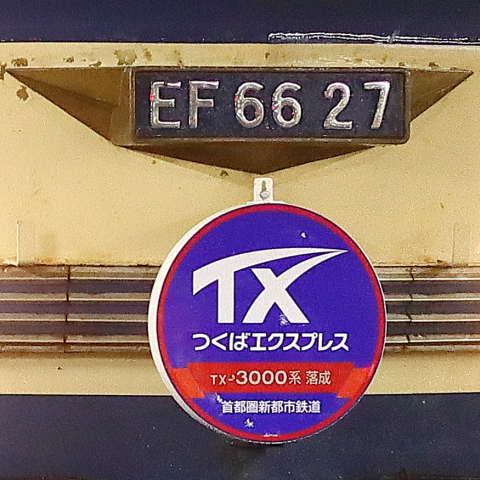 EF 66 27
TX
つくばエクスプレス
TX-3000系 落成
首都圏新都市鉄道